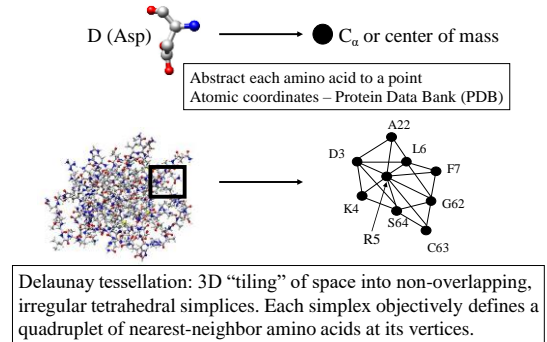 D (Asp)
Cα or center of mass
Abstract each amino acid to a point
Atomic coordinates – Protein Data Bank (PDB)
A22
D3
L6
F7
K4
G62
S64
R5
C63
Delaunay tessellation: 3D “tiling” of space into non-overlapping,
irregular tetrahedral simplices. Each simplex objectively defines a
quadruplet of nearest-neighbor amino acids at its vertices.